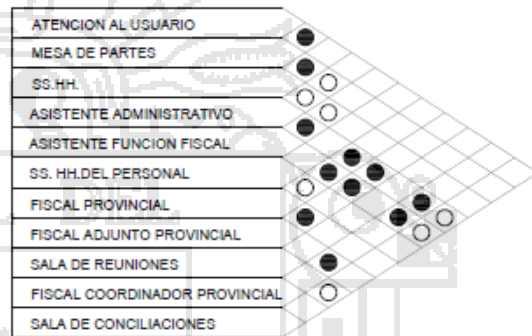 ATENCION AL USUARIO
MESA DE PARTES
SS.HH.
ASISTENTE ADMINISTRATIVO
ASISTENTE FUNCION FISCAL
SS. HH.DEL PERSONAL
FISCAL PROVINCIAL
FISCAL ADJUNTO PROVINCIAL
SALA DE REUNIONES
FISCAL COORDINADOR PROVINCIAL
SALA DE CONCILIACIONES
DEL